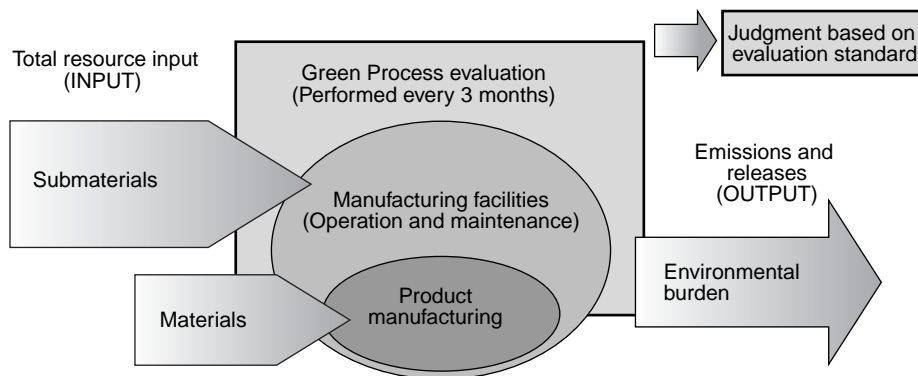 Total resource input
(INPUT)
Green Process evaluation
(Performed every 3 months)
Judgment based on
evaluation standard
Submaterials
Manufacturing facilities
(Operation and maintenance)
Emissions and
releases
(OUTPUT)
Materials
Product
manufacturing
Environmental
burden